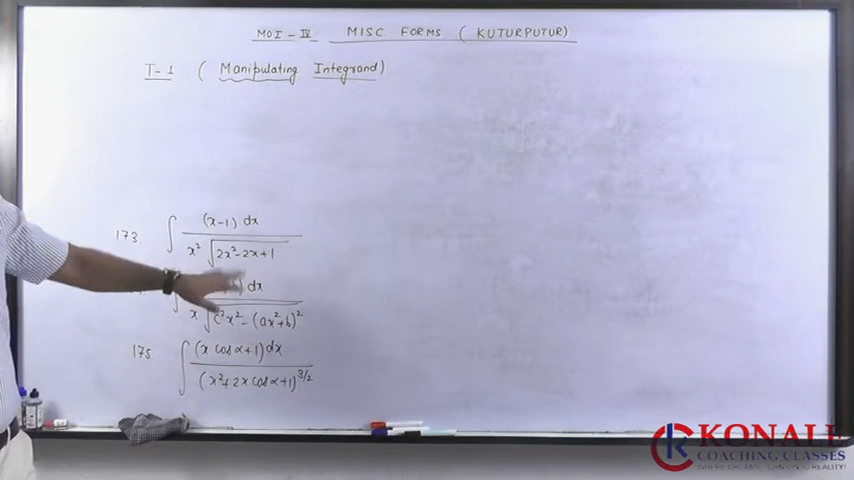 MOI - IV MISC FORMS ( KUTURPUTUR)
T-1 ( Manipulating Integrand)
173 ∫ (x-1) dx / x² √(2x²-2x+1)
∫ dx / x √(c²x² - (ax²+b)²)
175 ∫ (x cos α+1) dx / (x²+2x cos α+1)^3/2
KONALE
COACHING CLASSES